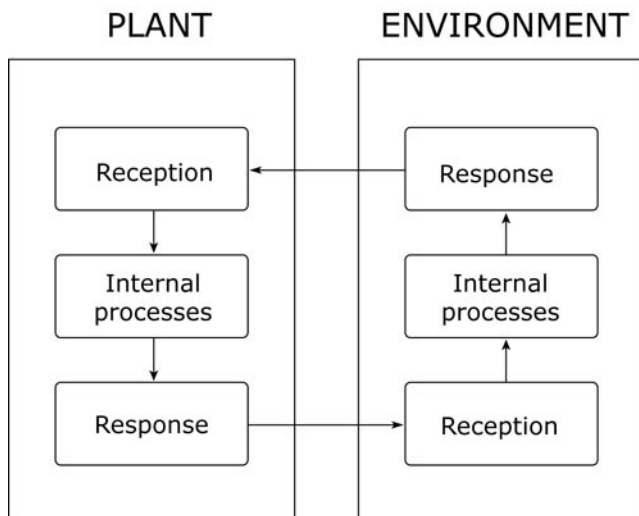 PLANT
Reception
Internal
processes
Response
ENVIRONMENT
Response
Internal
processes
Reception